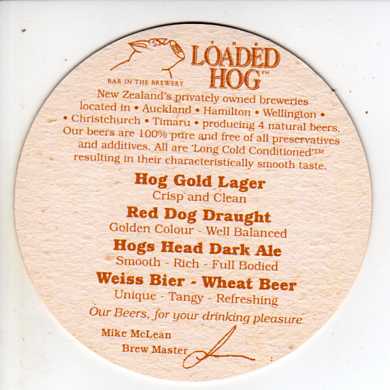 THE
LOADED
HOG™
BAR IN THE BREWERY
New Zealand's privately owned breweries
located in • Auckland • Hamilton • Wellington •
• Christchurch • Timaru • producing 4 natural beers.
Our beers are 100% pure and free of all preservatives
and additives. All are 'Long Cold Conditioned'™
resulting in their characteristically smooth taste.
Hog Gold Lager
Crisp and Clean
Red Dog Draught
Golden Colour - Well Balanced
Hogs Head Dark Ale
Smooth - Rich - Full Bodied
Weiss Bier - Wheat Beer
Unique - Tangy - Refreshing
Our Beers, for your drinking pleasure
Mike McLean
Brew Master